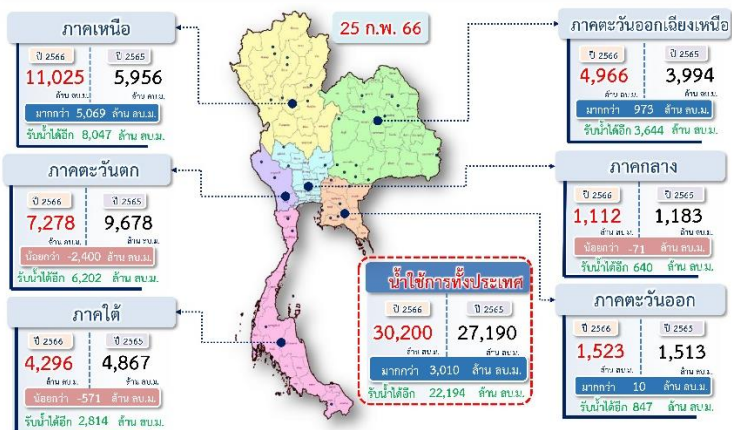 25 ก.พ. 66
ภาคเหนือ
ปี 2566 ปี 2565
11,025 5,956
ล้าน ลบ.ม. ล้าน ลบ.ม.
มากกว่า 5,069 ล้าน ลบ.ม.
รับน้ำได้อีก 8,047 ล้าน ลบ.ม.
ภาคตะวันตก
ปี 2566 ปี 2565
7,278 9,678
ล้าน ลบ.ม. ล้าน ลบ.ม.
น้อยกว่า -2,400 ล้าน ลบ.ม.
รับน้ำได้อีก 6,202 ล้าน ลบ.ม.
ภาคใต้
ปี 2566 ปี 2565
4,296 4,867
ล้าน ลบ.ม. ล้าน ลบ.ม.
น้อยกว่า -571 ล้าน ลบ.ม.
รับน้ำได้อีก 2,814 ล้าน ลบ.ม.
น้ำใช้การทั้งประเทศ
ปี 2566 ปี 2565
30,200 27,190
ล้าน ลบ.ม. ล้าน ลบ.ม.
มากกว่า 3,010 ล้าน ลบ.ม.
รับน้ำได้อีก 22,194 ล้าน ลบ.ม.
ภาคตะวันออกเฉียงเหนือ
ปี 2566 ปี 2565
4,966 3,994
ล้าน ลบ.ม. ล้าน ลบ.ม.
มากกว่า 973 ล้าน ลบ.ม.
รับน้ำได้อีก 3,644 ล้าน ลบ.ม.
ภาคกลาง
ปี 2566 ปี 2565
1,112 1,183
ล้าน ลบ.ม. ล้าน ลบ.ม.
น้อยกว่า -71 ล้าน ลบ.ม.
รับน้ำได้อีก 640 ล้าน ลบ.ม.
ภาคตะวันออก
ปี 2566 ปี 2565
1,523 1,513
ล้าน ลบ.ม. ล้าน ลบ.ม.
มากกว่า 10 ล้าน ลบ.ม.
รับน้ำได้อีก 847 ล้าน ลบ.ม.